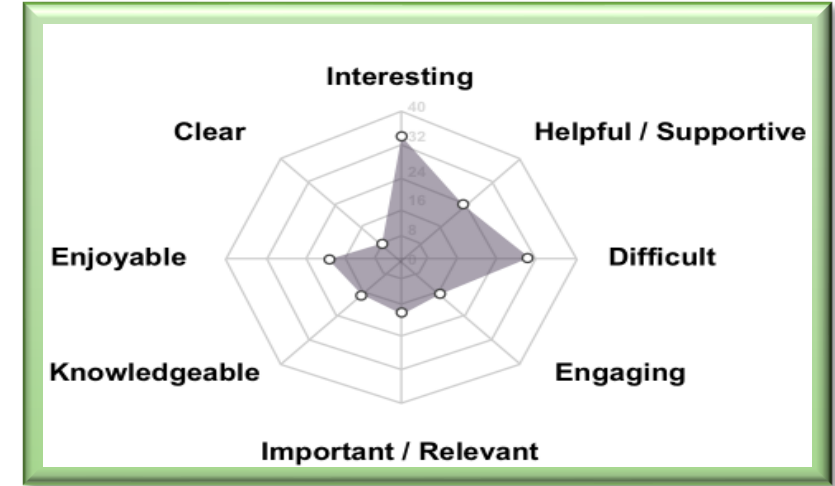 Interesting
40
Clear
32
Helpful / Supportive
24
16
8
Enjoyable
0
Difficult
Knowledgeable
Engaging
Important / Relevant